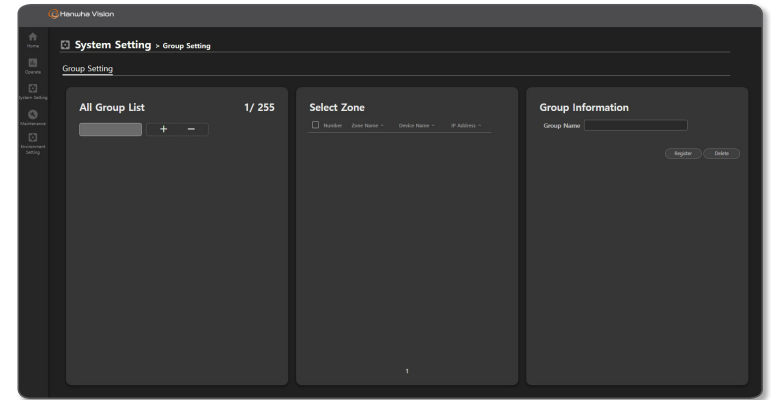 Hanwha Vision
Home
Operate
System Setting
Maintenance
Environment
Setting
System Setting > Group Setting
Group Setting
All Group List 1/ 255
+ −
Select Zone
Number Zone Name Device Name IP Address
1
Group Information
Group Name
Register Delete